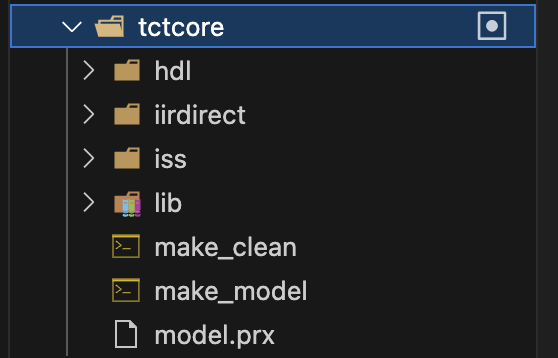 tctcore
hdl
iirdirect
iss
lib
make_clean
make_model
model.prx